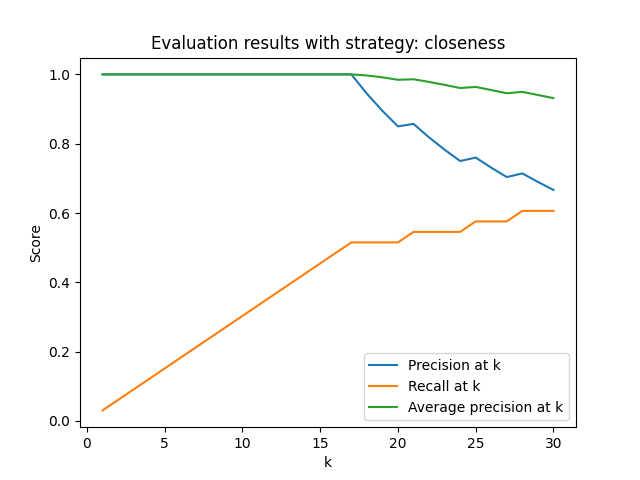 Evaluation results with strategy: closeness
1.0
0.8
0.6
0.4
0.2
0.0
Score
0 5 10 15 20 25 30
k
Precision at k
Recall at k
Average precision at k